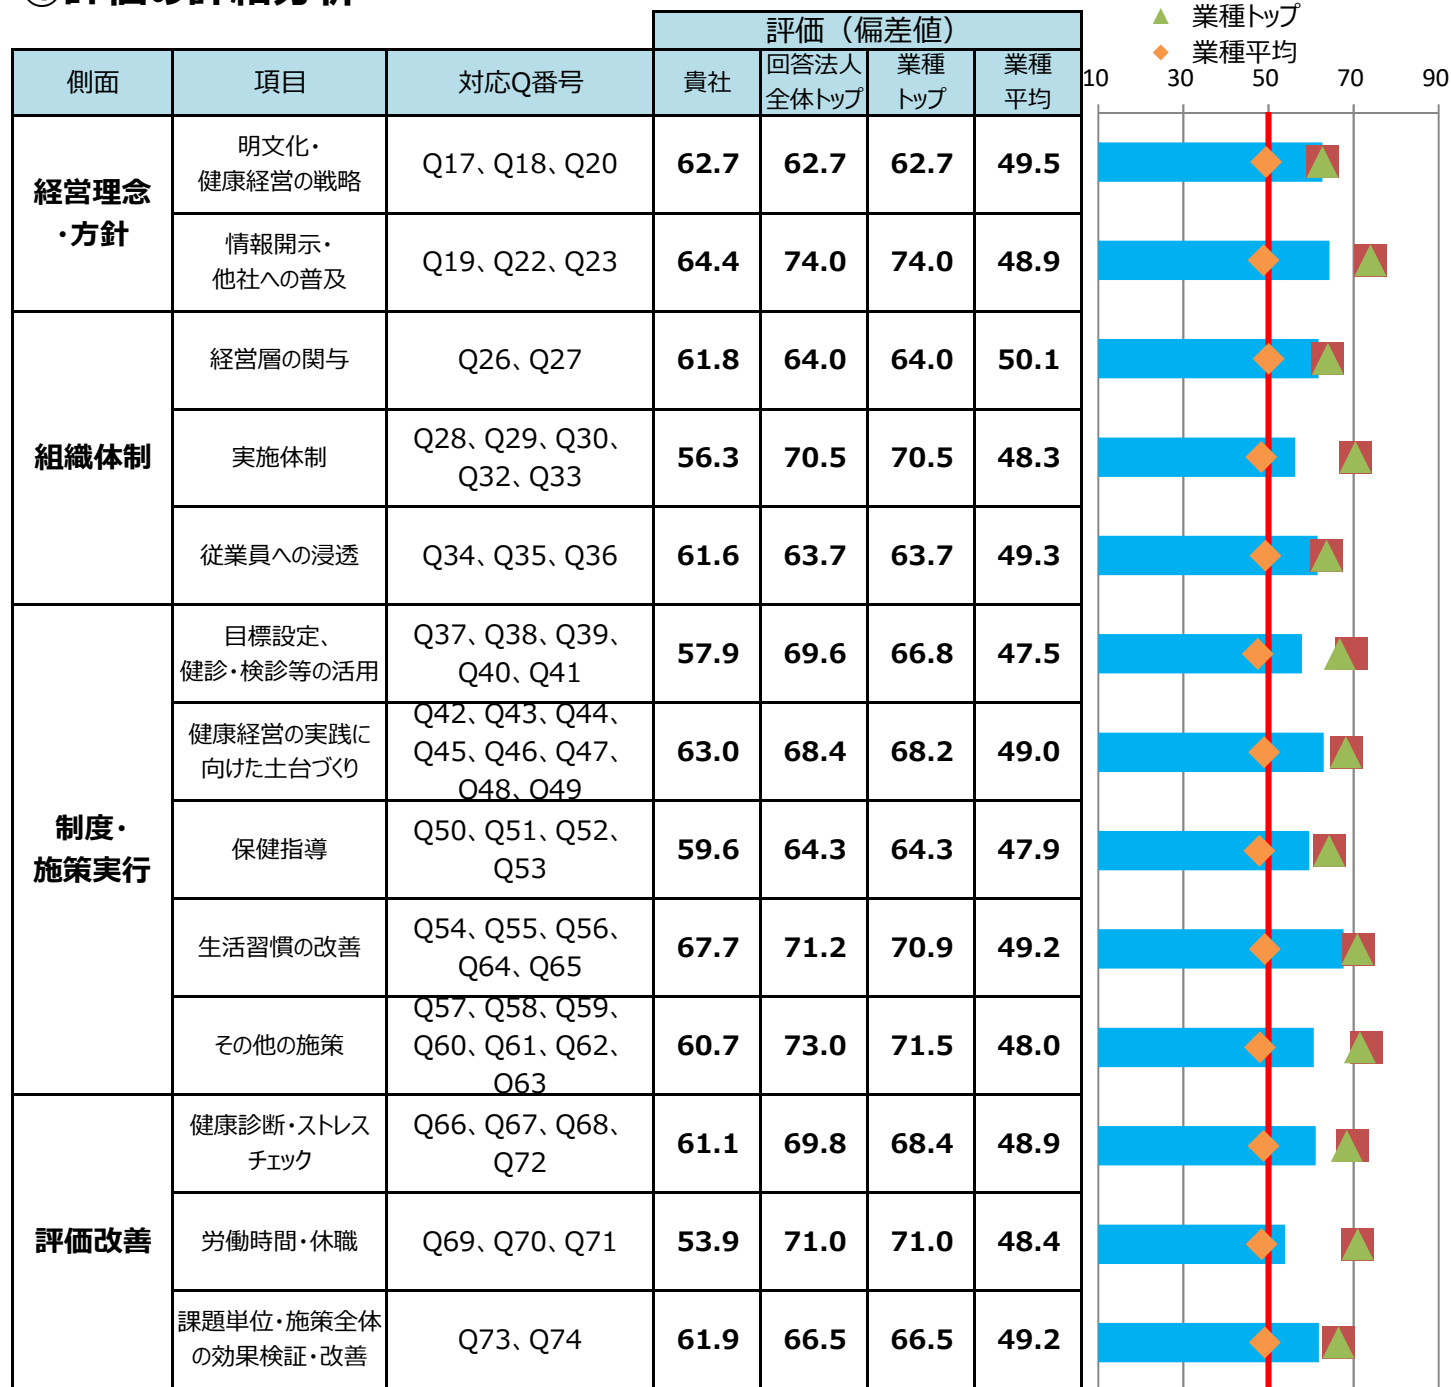 ▲ 業種トップ
◆ 業種平均
評価（偏差値）
側面 項目 対応Q番号 貴社 回答法人 業種 業種
全体トップ トップ 平均
10 30 50 70 90
経営理念
・方針
明文化・
健康経営の戦略
Q17、Q18、Q20 62.7 62.7 62.7 49.5
情報開示・
他社への普及
Q19、Q22、Q23 64.4 74.0 74.0 48.9
組織体制
経営層の関与 Q26、Q27 61.8 64.0 64.0 50.1
実施体制
Q28、Q29、Q30、
Q32、Q33
56.3 70.5 70.5 48.3
従業員への浸透 Q34、Q35、Q36 61.6 63.7 63.7 49.3
制度・
施策実行
目標設定、
健診・検診等の活用
Q37、Q38、Q39、
Q40、Q41
57.9 69.6 66.8 47.5
健康経営の実践に
向けた土台づくり
Q42、Q43、Q44、
Q45、Q46、Q47、
Q48、Q49
63.0 68.4 68.2 49.0
保健指導
Q50、Q51、Q52、
Q53
59.6 64.3 64.3 47.9
生活習慣の改善
Q54、Q55、Q56、
Q64、Q65
67.7 71.2 70.9 49.2
その他の施策
Q57、Q58、Q59、
Q60、Q61、Q62、
Q63
60.7 73.0 71.5 48.0
評価改善
健康診断・ストレス
チェック
Q66、Q67、Q68、
Q72
61.1 69.8 68.4 48.9
労働時間・休職 Q69、Q70、Q71 53.9 71.0 71.0 48.4
課題単位・施策全体
の効果検証・改善
Q73、Q74 61.9 66.5 66.5 49.2